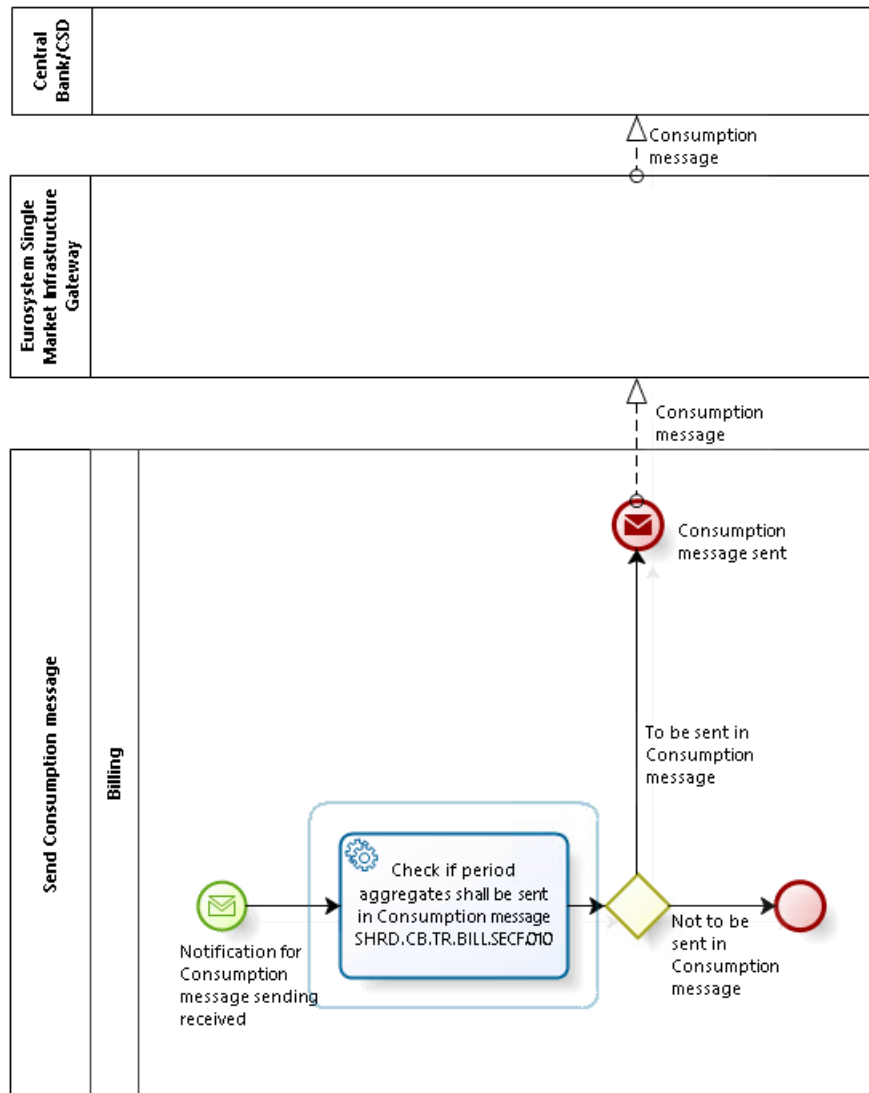 Central
Bank/CSD
Consumption
message
Eurosystem Single
Market Infrastructure
Gateway
Consumption
message
Send Consumption message
Billing
Consumption
message sent
To be sent in
Consumption
message
Check if period
aggregates shall be sent
in Consumption message
SHRD.CB.TR.BILL.SECF.010
Notification for
Consumption
message sending
received
Not to be
sent in
Consumption
message